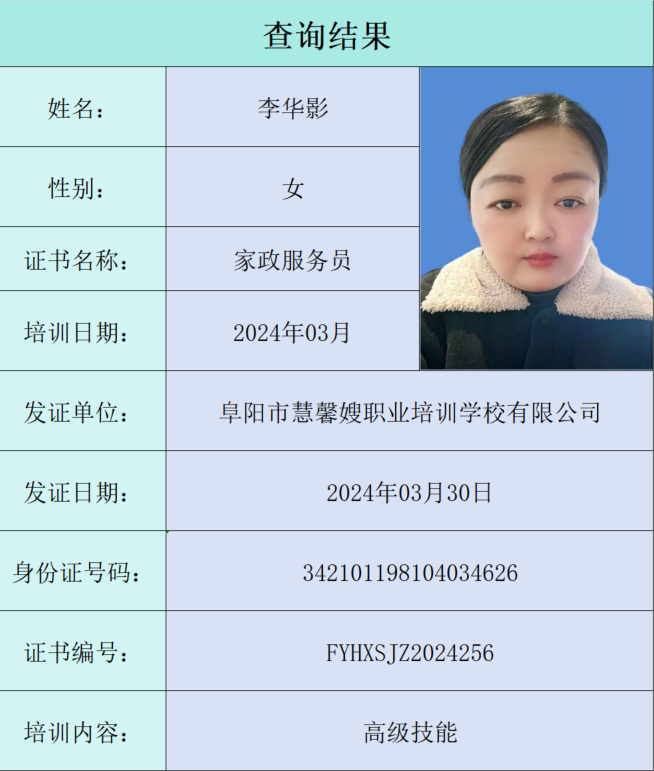 查询结果
姓名： 李华影
性别： 女
证书名称： 家政服务员
培训日期： 2024年03月
发证单位： 阜阳市慧馨嫂职业培训学校有限公司
发证日期： 2024年03月30日
身份证号码： 342101198104034626
证书编号： FYHXSJZ2024256
培训内容： 高级技能